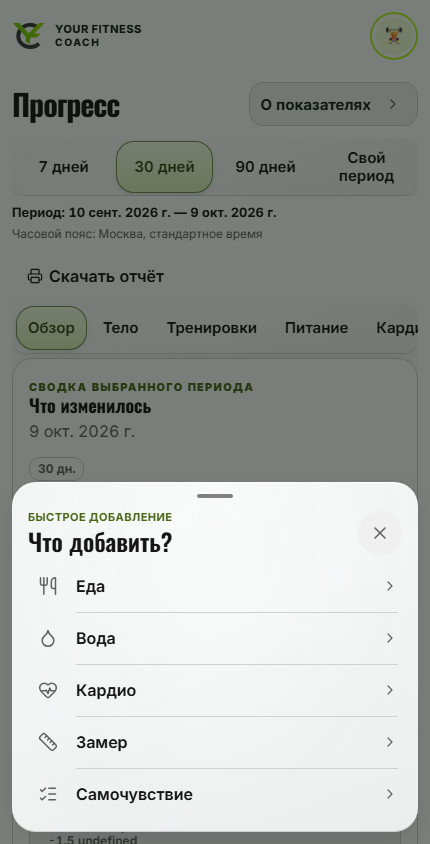 YOUR FITNESS
COACH
Прогресс
О показателях
7 дней
30 дней
90 дней
Свой
период
Период: 10 сент. 2026 г. — 9 окт. 2026 г.
Часовой пояс: Москва, стандартное время
Скачать отчёт
Обзор
Тело
Тренировки
Питание
СВОДКА ВЫБРАННОГО ПЕРИОДА
Что изменилось
9 окт. 2026 г.
30 дн.
БЫСТРОЕ ДОБАВЛЕНИЕ
Что добавить?
Еда
Вода
Кардио
Замер
Самочувствие
-1,5 undefined